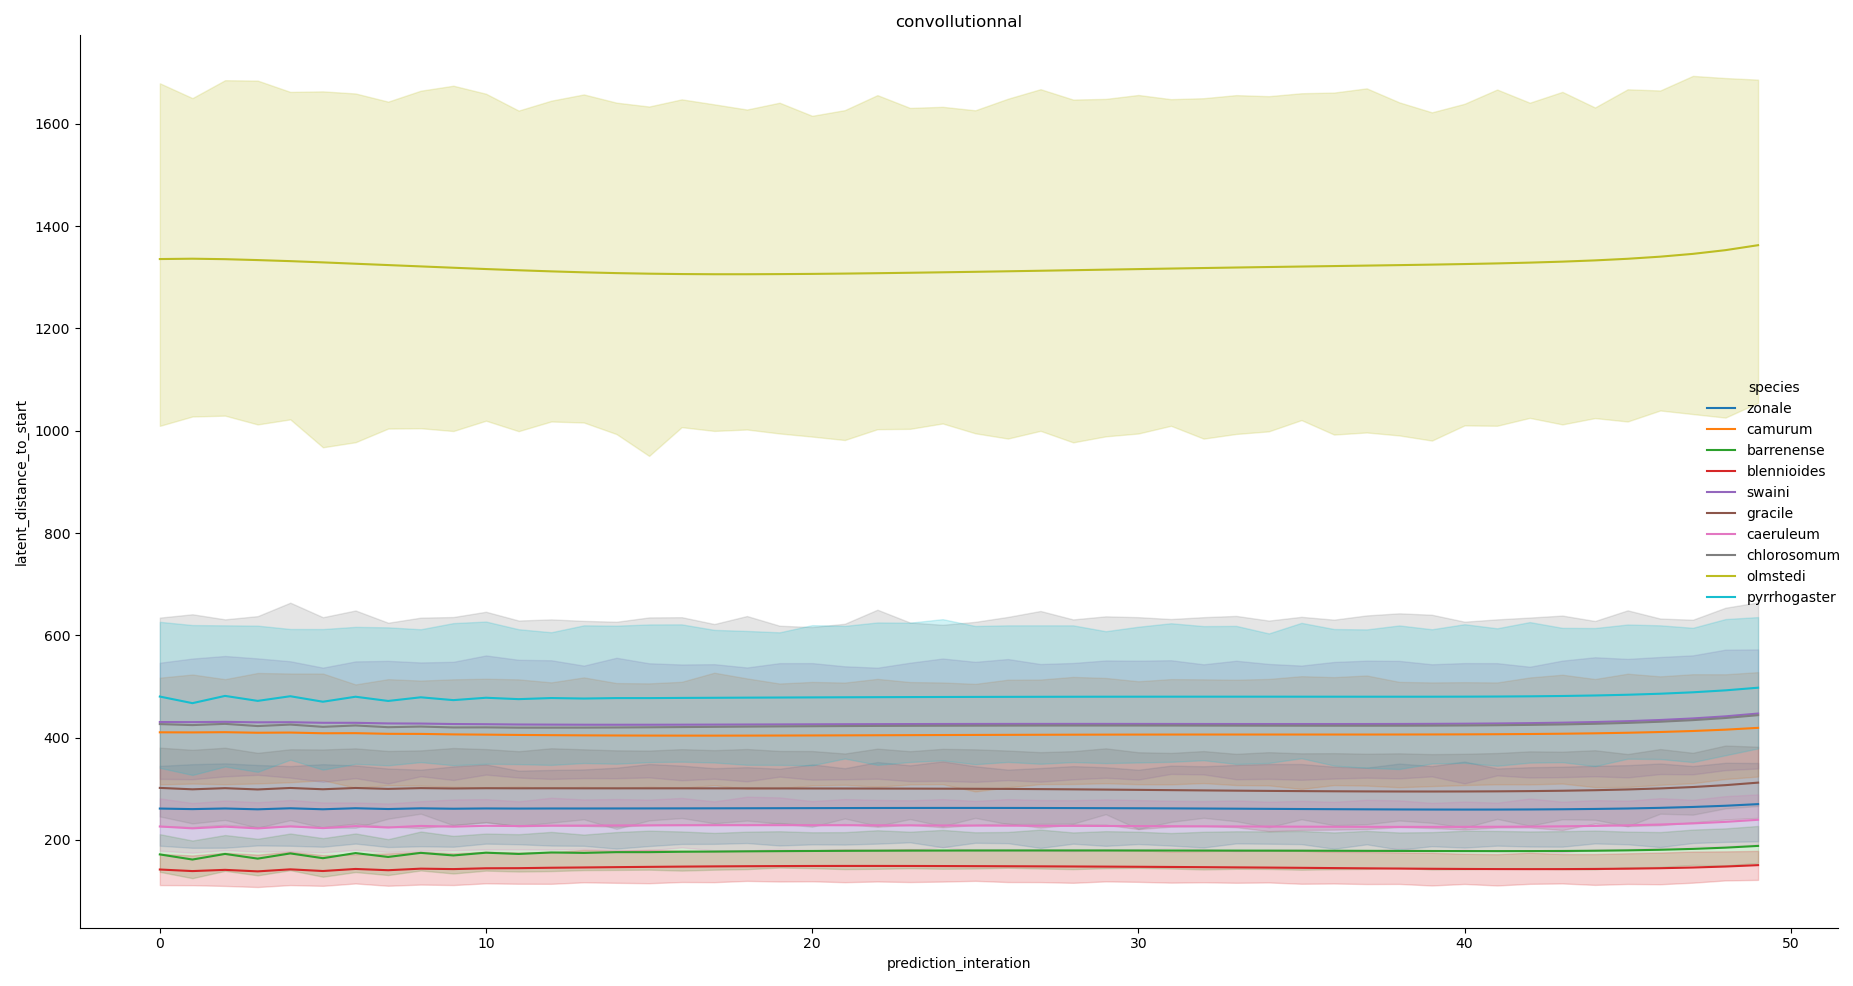 convollutionnal
latent_distance_to_start
1600
1400
1200
1000
800
600
400
200
0
10
20
30
40
50
prediction_interation
species
zonale
camurum
barrenense
blennioides
swaini
gracile
caeruleum
chlorosomum
olmstedi
pyrrhogaster